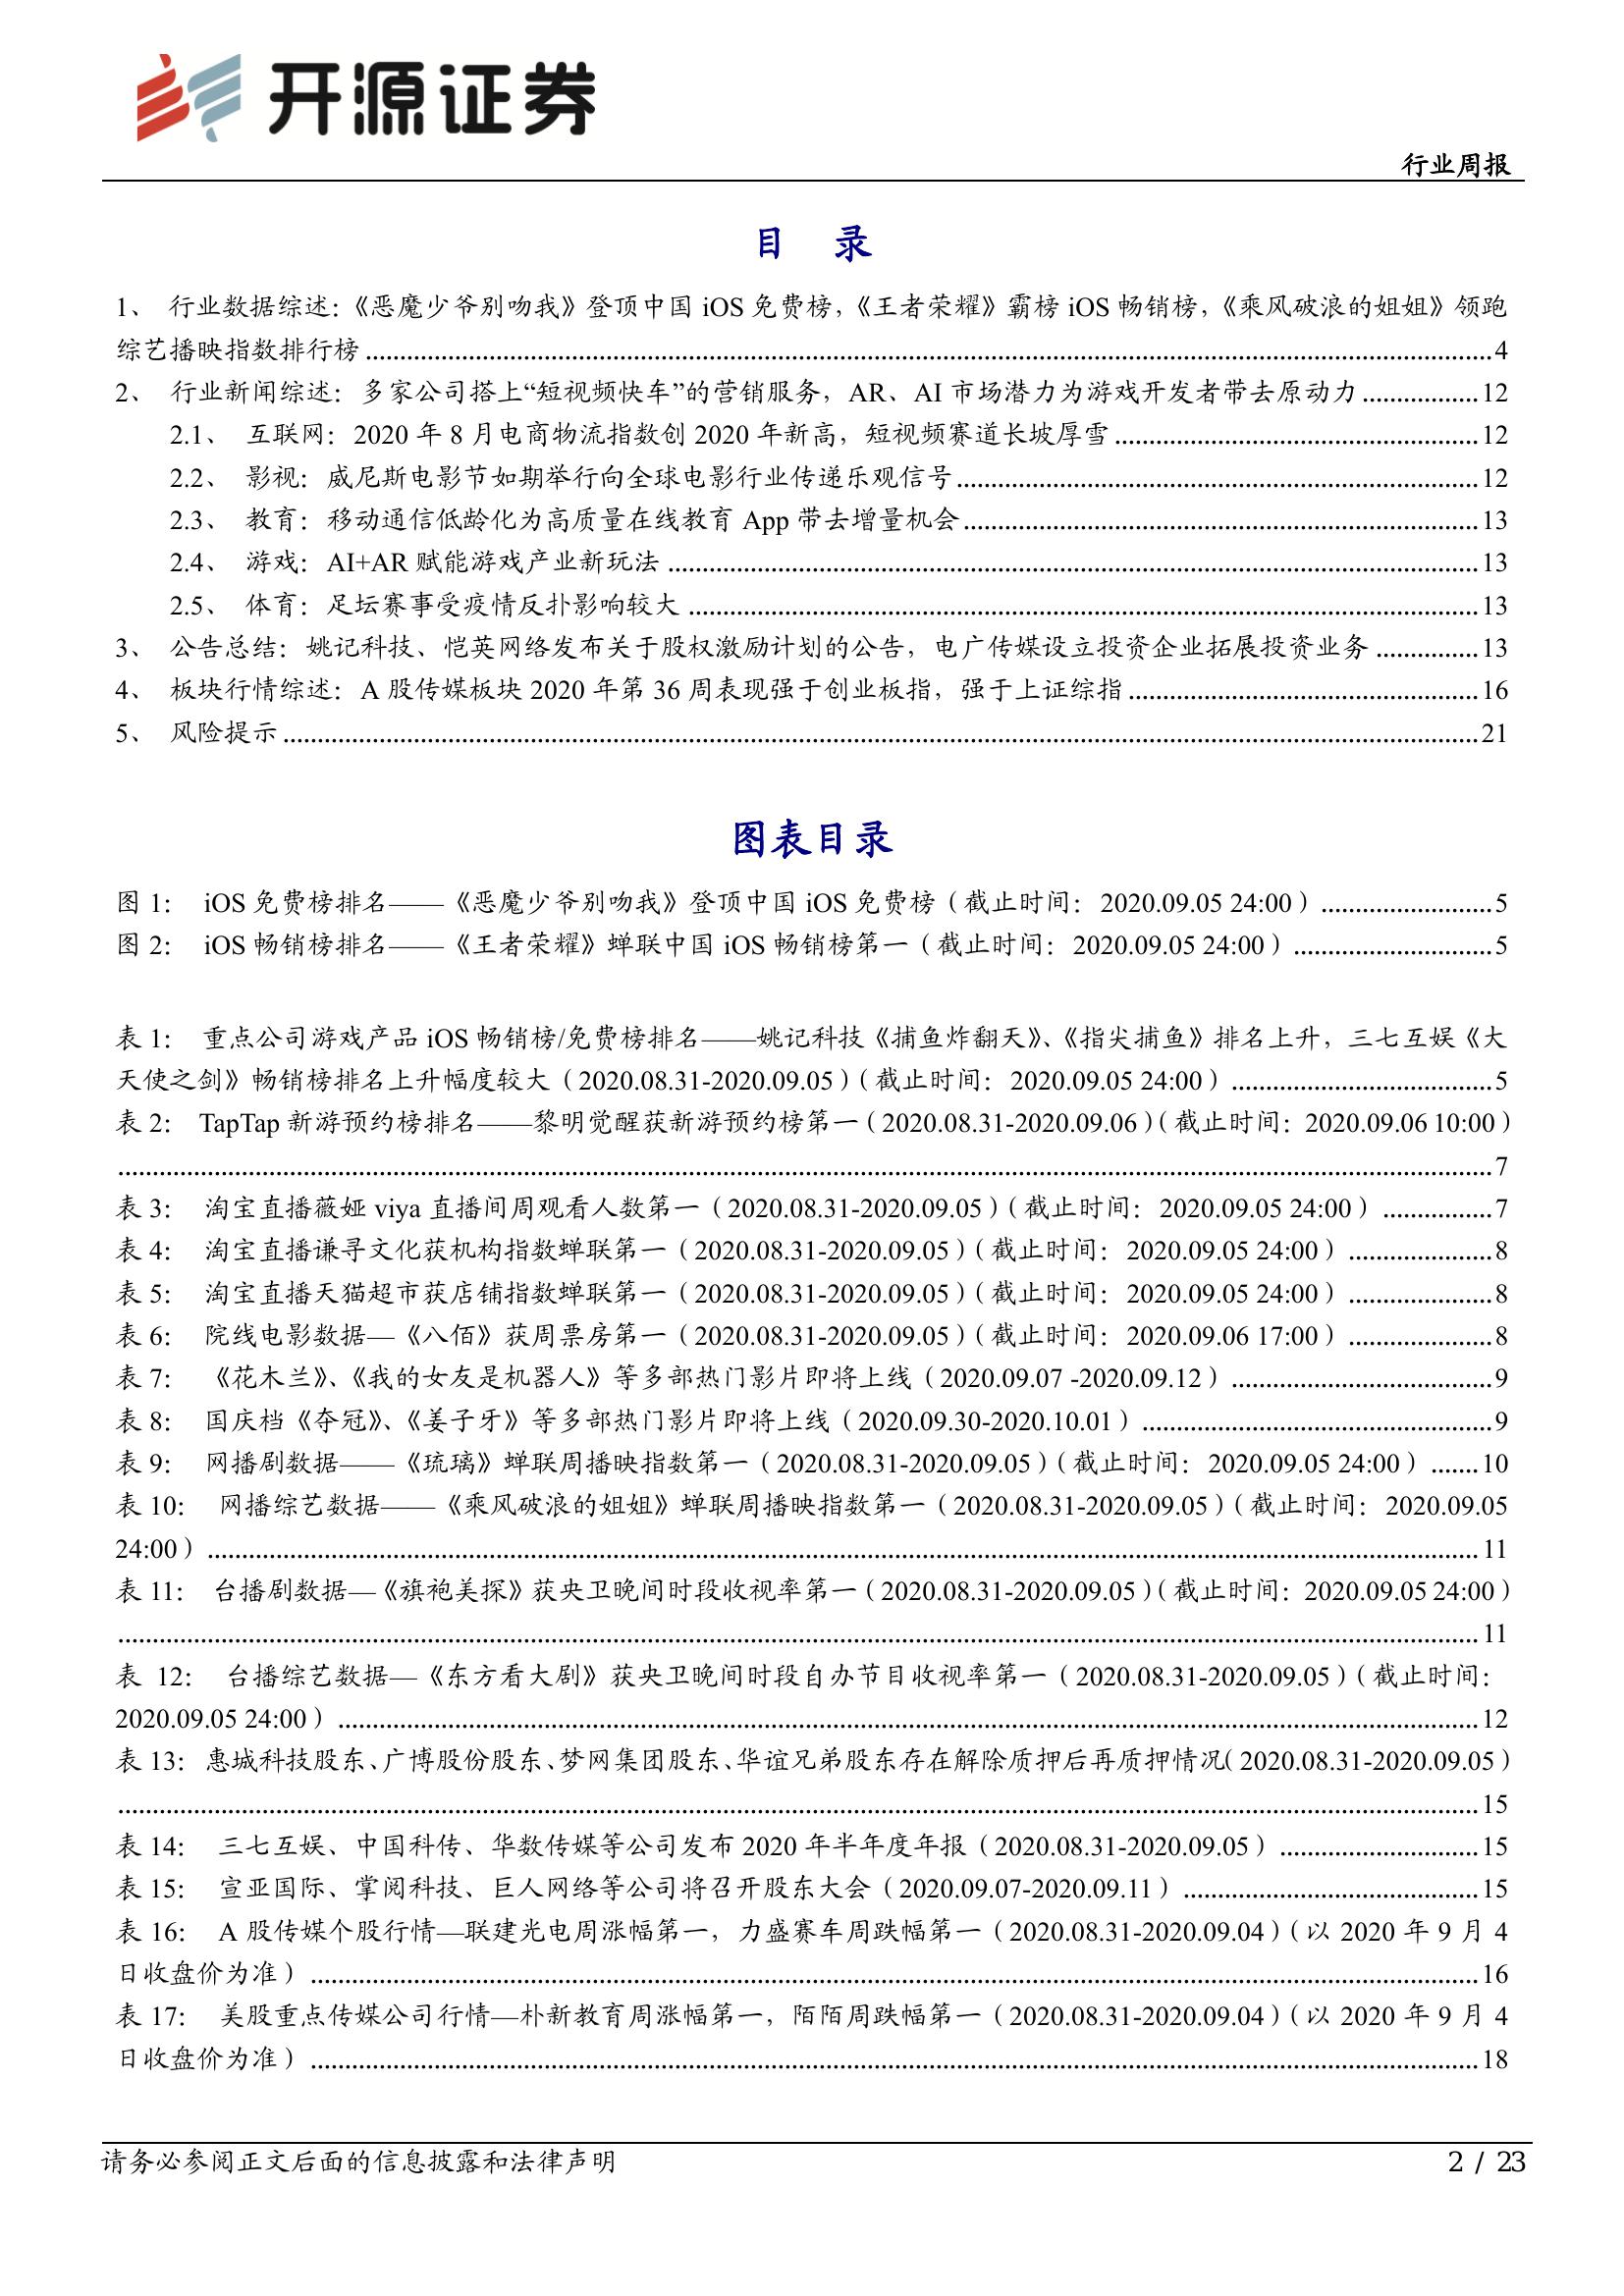 开源证券
行业周报
目 录
1、 行业数据综述：《恶魔少爷别吻我》登顶中国 iOS 免费榜，《王者荣耀》霸榜 iOS 畅销榜，《乘风破浪的姐姐》领跑
综艺播映指数排行榜 ........ 4
2、 行业新闻综述：多家公司搭上“短视频快车”的营销服务，AR、AI 市场潜力为游戏开发者带去原动力 ........ 12
2.1、 互联网：2020 年 8 月电商物流指数创 2020 年新高，短视频赛道长坡厚雪 ........ 12
2.2、 影视：威尼斯电影节如期举行向全球电影行业传递乐观信号 ........ 12
2.3、 教育：移动通信低龄化为高质量在线教育 App 带去增量机会 ........ 13
2.4、 游戏：AI+AR 赋能游戏产业新玩法 ........ 13
2.5、 体育：足坛赛事受疫情反扑影响较大 ........ 13
3、 公告总结：姚记科技、恺英网络发布关于股权激励计划的公告，电广传媒设立投资企业拓展投资业务 ........ 13
4、 板块行情综述：A 股传媒板块 2020 年第 36 周表现强于创业板指，强于上证综指 ........ 16
5、 风险提示 ........ 21
图表目录
图 1： iOS 免费榜排名——《恶魔少爷别吻我》登顶中国 iOS 免费榜（截止时间：2020.09.05 24:00） ........ 5
图 2： iOS 畅销榜排名——《王者荣耀》蝉联中国 iOS 畅销榜第一（截止时间：2020.09.05 24:00） ........ 5
表 1： 重点公司游戏产品 iOS 畅销榜/免费榜排名——姚记科技《捕鱼炸翻天》、《指尖捕鱼》排名上升，三七互娱《大
天使之剑》畅销榜排名上升幅度较大（2020.08.31-2020.09.05）（截止时间：2020.09.05 24:00） ........ 5
表 2： TapTap 新游预约榜排名——黎明觉醒获新游预约榜第一（2020.08.31-2020.09.06）（截止时间：2020.09.06 10:00）
........ 7
表 3： 淘宝直播薇娅 viya 直播间周观看人数第一（2020.08.31-2020.09.05）（截止时间：2020.09.05 24:00） ........ 7
表 4： 淘宝直播谦寻文化获机构指数蝉联第一（2020.08.31-2020.09.05）（截止时间：2020.09.05 24:00） ........ 8
表 5： 淘宝直播天猫超市获店铺指数蝉联第一（2020.08.31-2020.09.05）（截止时间：2020.09.05 24:00） ........ 8
表 6： 院线电影数据—《八佰》获周票房第一（2020.08.31-2020.09.05）（截止时间：2020.09.06 17:00） ........ 8
表 7： 《花木兰》、《我的女友是机器人》等多部热门影片即将上线（2020.09.07 -2020.09.12） ........ 9
表 8： 国庆档《夺冠》、《姜子牙》等多部热门影片即将上线（2020.09.30-2020.10.01） ........ 9
表 9： 网播剧数据——《琉璃》蝉联周播映指数第一（2020.08.31-2020.09.05）（截止时间：2020.09.05 24:00） ........ 10
表 10： 网播综艺数据——《乘风破浪的姐姐》蝉联周播映指数第一（2020.08.31-2020.09.05）（截止时间：2020.09.05
24:00） ........ 11
表 11： 台播剧数据—《旗袍美探》获央卫晚间时段收视率第一（2020.08.31-2020.09.05）（截止时间：2020.09.05 24:00）
........ 11
表 12： 台播综艺数据—《东方看大剧》获央卫晚间时段自办节目收视率第一（2020.08.31-2020.09.05）（截止时间：
2020.09.05 24:00） ........ 12
表 13： 惠城科技股东、广博股份股东、梦网集团股东、华谊兄弟股东存在解除质押后再质押情况（2020.08.31-2020.09.05）
........ 15
表 14： 三七互娱、中国科传、华数传媒等公司发布 2020 年半年度年报（2020.08.31-2020.09.05） ........ 15
表 15： 宣亚国际、掌阅科技、巨人网络等公司将召开股东大会（2020.09.07-2020.09.11） ........ 15
表 16： A 股传媒个股行情—联建光电周涨幅第一，力盛赛车周跌幅第一（2020.08.31-2020.09.04）（以 2020 年 9 月 4
日收盘价为准） ........ 16
表 17： 美股重点传媒公司行情—朴新教育周涨幅第一，陌陌周跌幅第一（2020.08.31-2020.09.04）（以 2020 年 9 月 4
日收盘价为准） ........ 18
请务必参阅正文后面的信息披露和法律声明
2 / 23